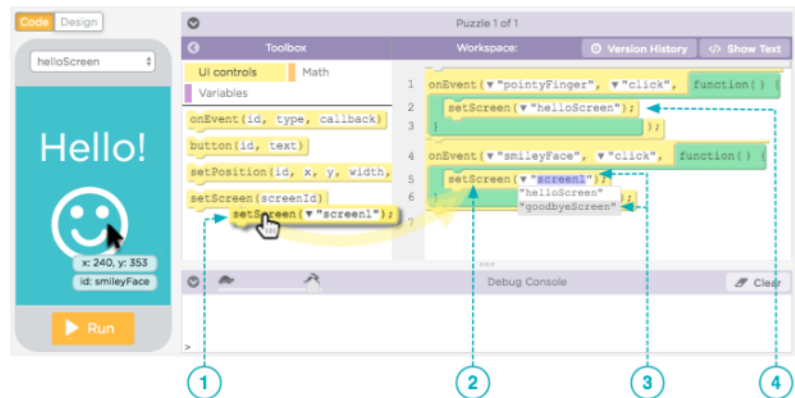 Code Design
Puzzle 1 of 1
helloScreen
Toolbox
Workspace:
Version History
</> Show Text
UI controls
Math
Variables
onEvent(id, type, callback)
button(id, text)
setPosition(id, x, y, width,
setScreen(screenId)
setScreen(▼"screen1");
1 onEvent(▼"pointyFinger", ▼"click", function() {
2 setScreen(▼"helloScreen");
3 } );
4 onEvent(▼"smileyFace", ▼"click", function() {
5 setScreen(▼"screen1");
"helloScreen"
6 } 
"goodbyeScreen"
7
Hello!
x: 240, y: 353
id: smileyFace
Run
Debug Console
Clear
>
1
2
3
4